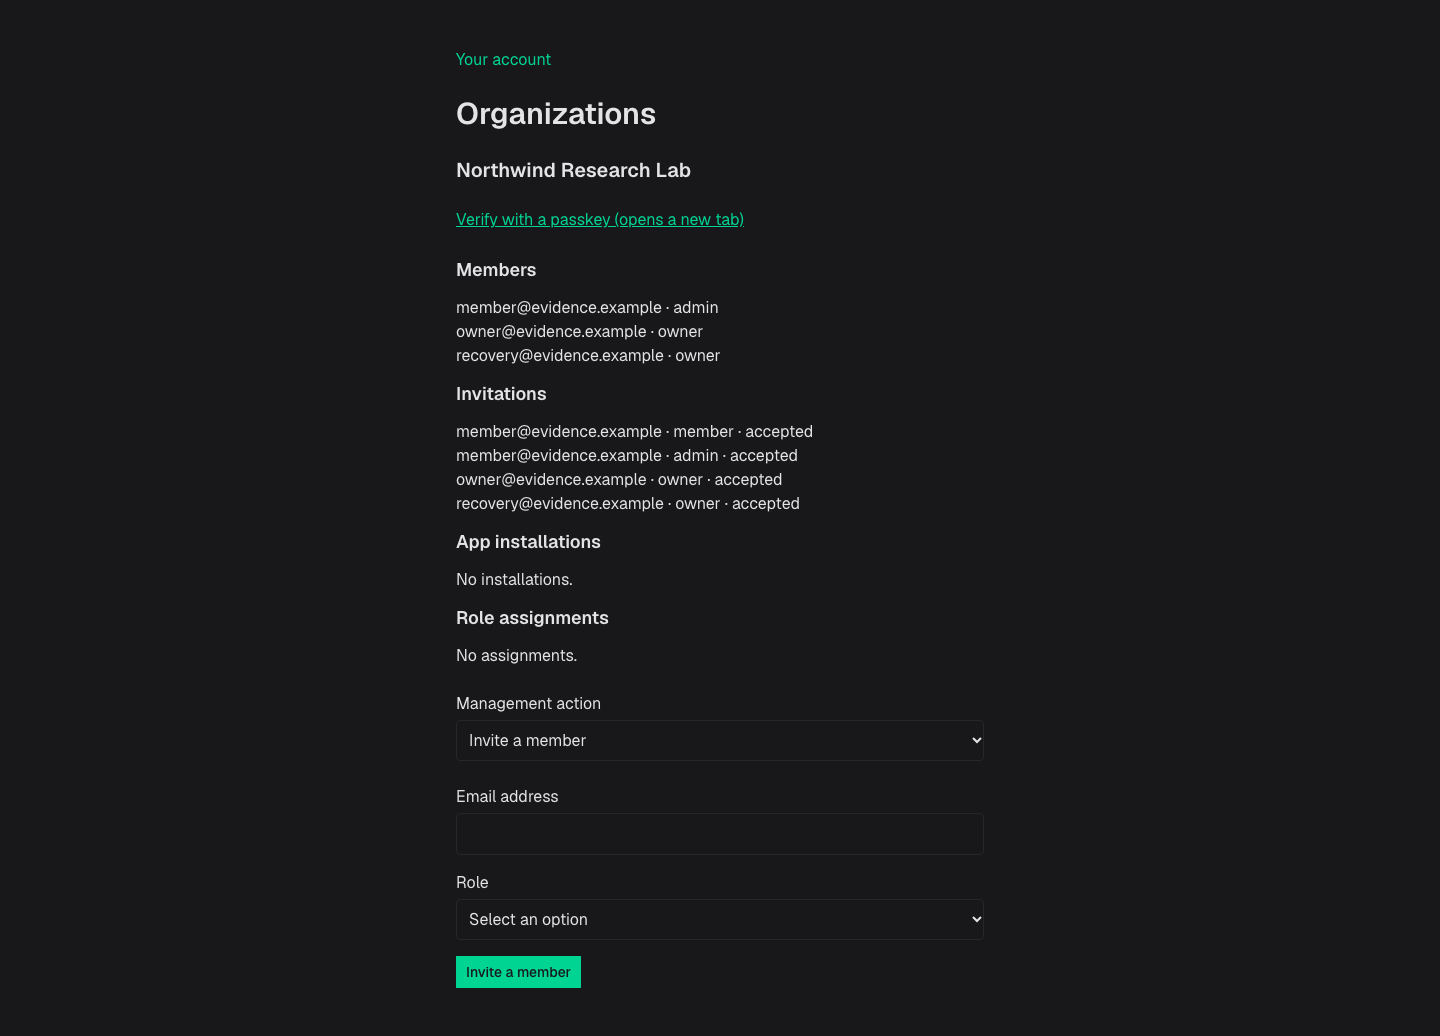 Your account
Organizations
Northwind Research Lab
Verify with a passkey (opens a new tab)
Members
member@evidence.example · admin
owner@evidence.example · owner
recovery@evidence.example · owner
Invitations
member@evidence.example · member · accepted
member@evidence.example · admin · accepted
owner@evidence.example · owner · accepted
recovery@evidence.example · owner · accepted
App installations
No installations.
Role assignments
No assignments.
Management action
Invite a member
Email address
Role
Select an option
Invite a member